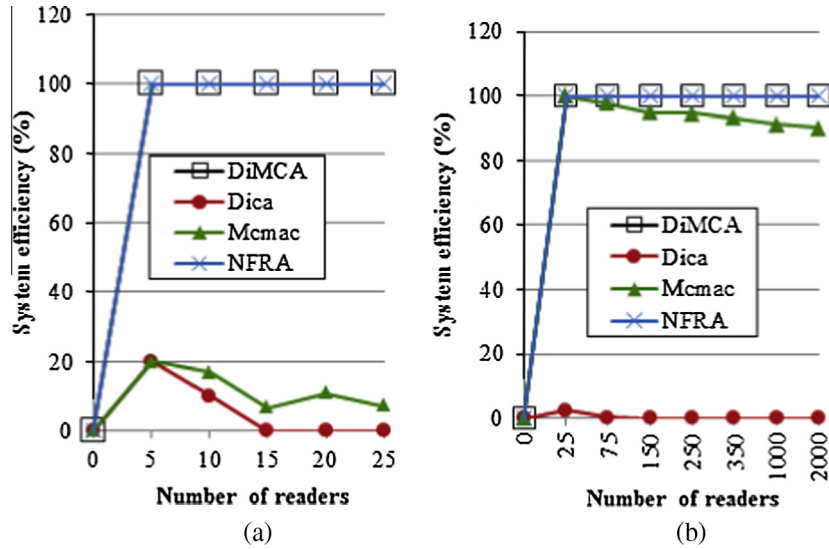 System efficiency (%)
120
100
80
60
40
20
0
DiMCA
Dica
Mcmac
NFRA
0 5 10 15 20 25
Number of readers
(a)
System efficiency (%)
120
100
80
60
40
20
0
DiMCA
Dica
Mcmac
NFRA
0 25 75 150 250 350 1000 2000
Number of readers
(b)